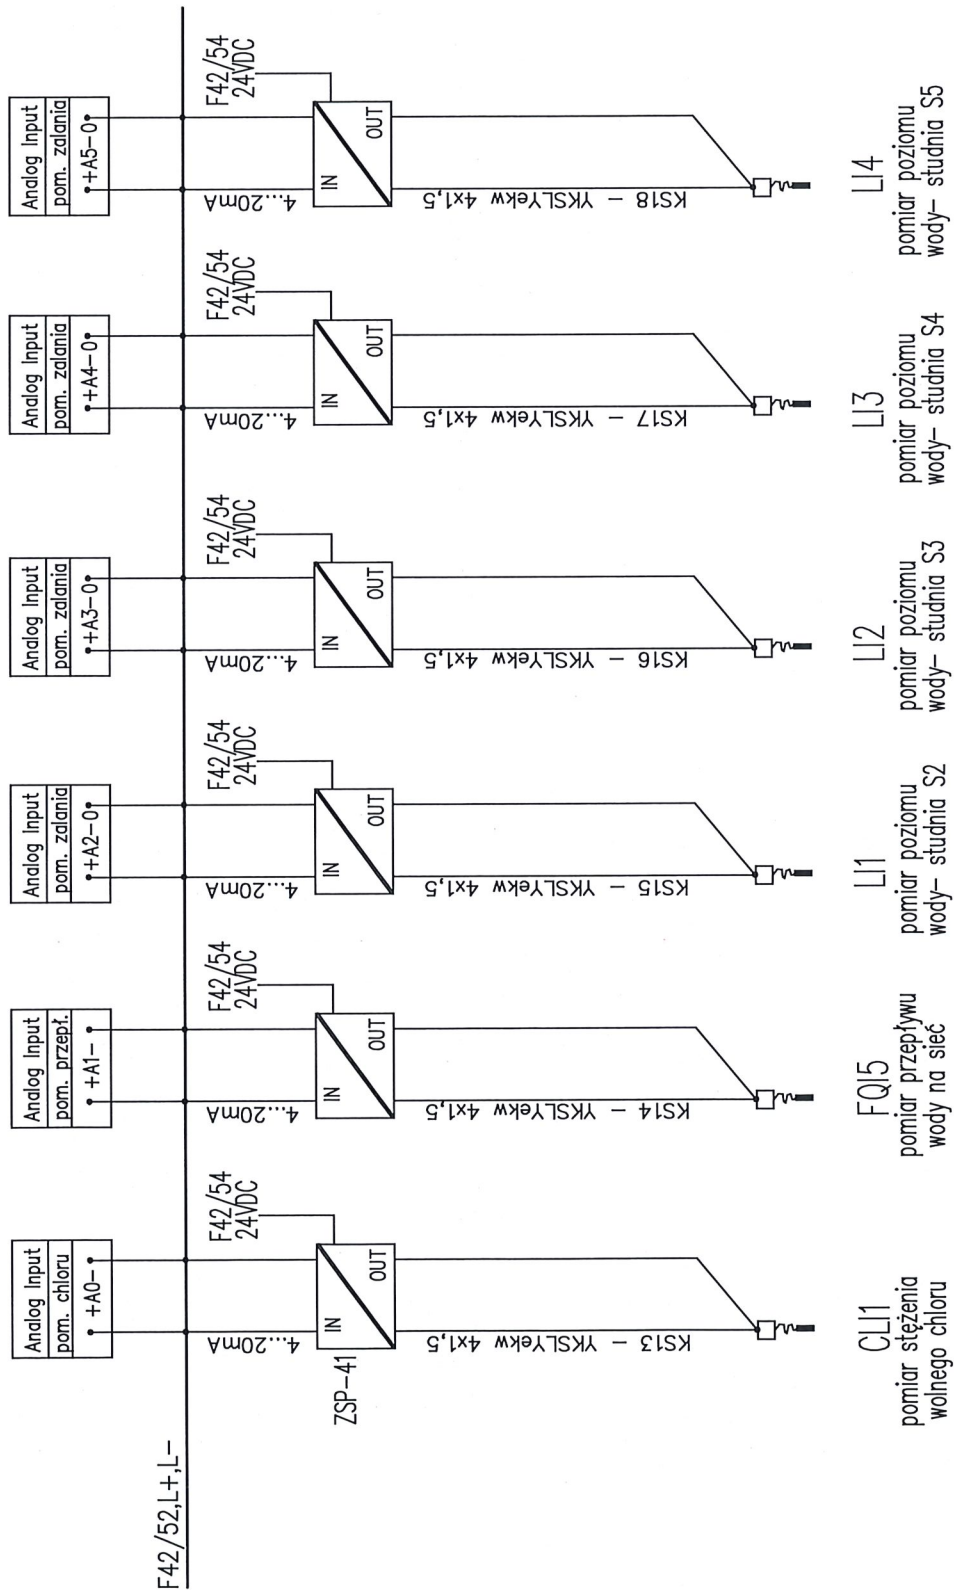 F42/52,L+,L-
Analog Input
pom. chloru
+A0-
4...20mA
F42/54
24VDC
IN
OUT
ZSP-41
KS13 - YKSLYekw 4x1,5
CLI1
pomiar stężenia
wolnego chloru
Analog Input
pom. przepł.
+A1-
4...20mA
F42/54
24VDC
IN
OUT
KS14 - YKSLYekw 4x1,5
FQI5
pomiar przepływu
wody na sieć
Analog Input
pom. zalania
+A2-0
4...20mA
F42/54
24VDC
IN
OUT
KS15 - YKSLYekw 4x1,5
LI1
pomiar poziomu
wody- studnia S2
Analog Input
pom. zalania
+A3-0
4...20mA
F42/54
24VDC
IN
OUT
KS16 - YKSLYekw 4x1,5
LI2
pomiar poziomu
wody- studnia S3
Analog Input
pom. zalania
+A4-0
4...20mA
F42/54
24VDC
IN
OUT
KS17 - YKSLYekw 4x1,5
LI3
pomiar poziomu
wody- studnia S4
Analog Input
pom. zalania
+A5-0
4...20mA
F42/54
24VDC
IN
OUT
KS18 - YKSLYekw 4x1,5
LI4
pomiar poziomu
wody- studnia S5